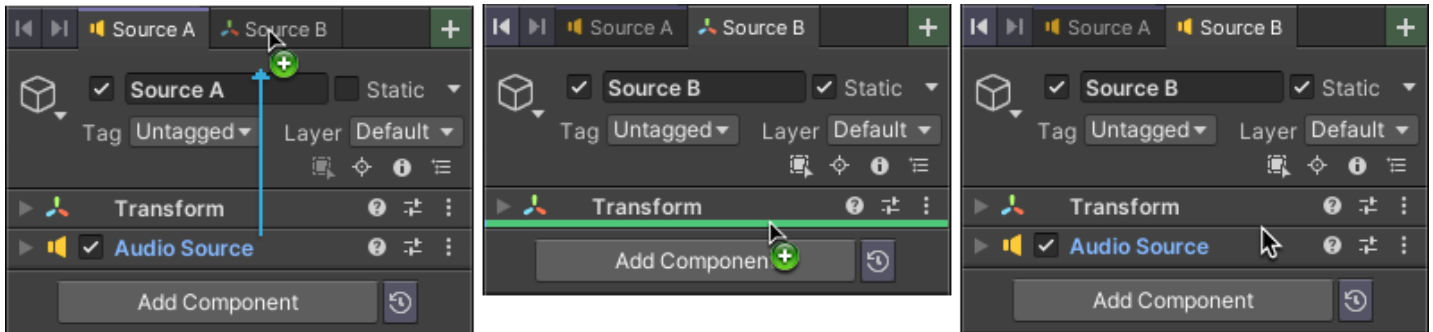 Source A
Source B
Source A
Static
Tag
Untagged
Layer
Default
Transform
Audio Source
Add Component
Source A
Source B
Source B
Static
Tag
Untagged
Layer
Default
Transform
Add Componen
Source A
Source B
Source B
Static
Tag
Untagged
Layer
Default
Transform
Audio Source
Add Component